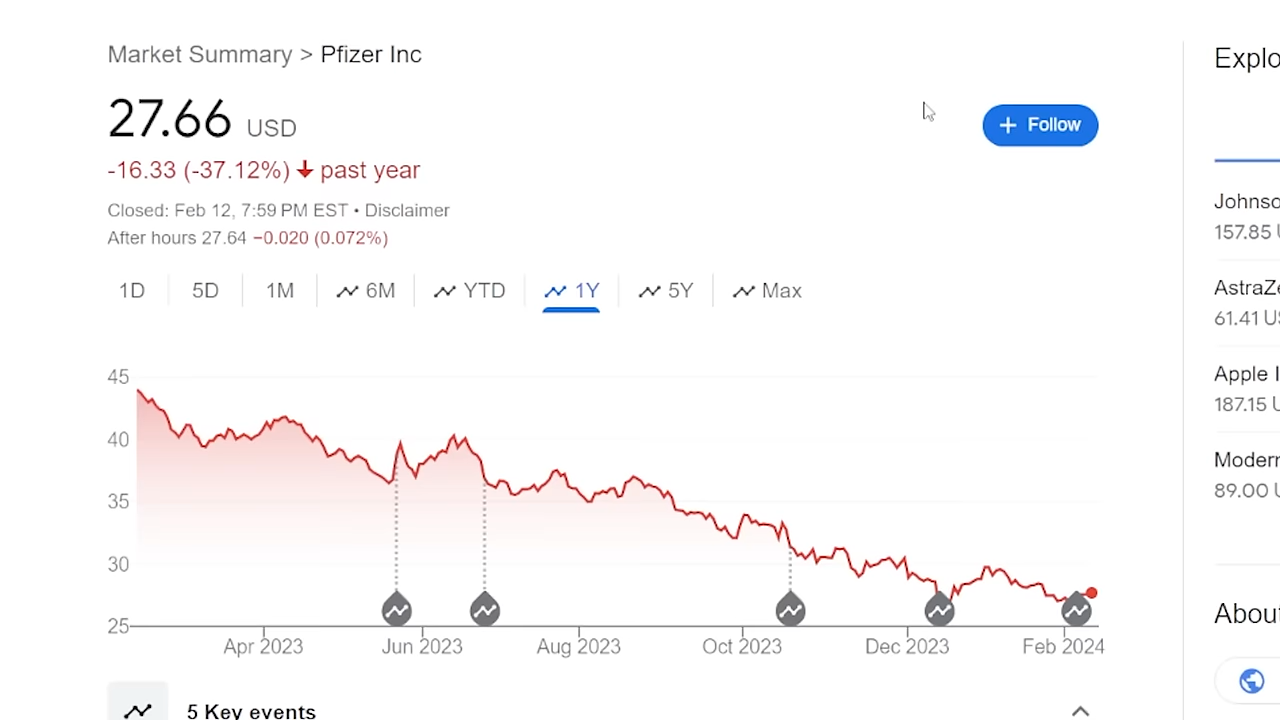 Market Summary > Pfizer Inc
27.66 USD
-16.33 (-37.12%) past year
Closed: Feb 12, 7:59 PM EST • Disclaimer
After hours 27.64 −0.020 (0.072%)
+ Follow
1D 5D 1M 6M YTD 1Y 5Y Max
45
40
35
30
25
Apr 2023 Jun 2023 Aug 2023 Oct 2023 Dec 2023 Feb 2024
5 Key events
Explo
Johnso
157.85 U
AstraZe
61.41 US
Apple I
187.15 U
Modern
89.00 U
About